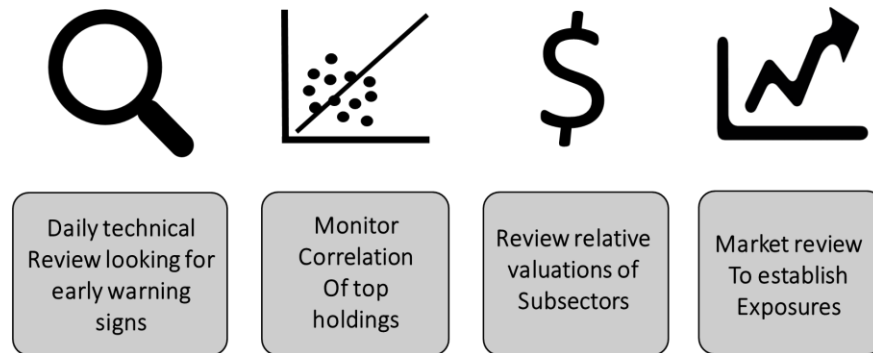 Daily technical
Review looking for
early warning
signs
Monitor
Correlation
Of top
holdings
Review relative
valuations of
Subsectors
Market review
To establish
Exposures